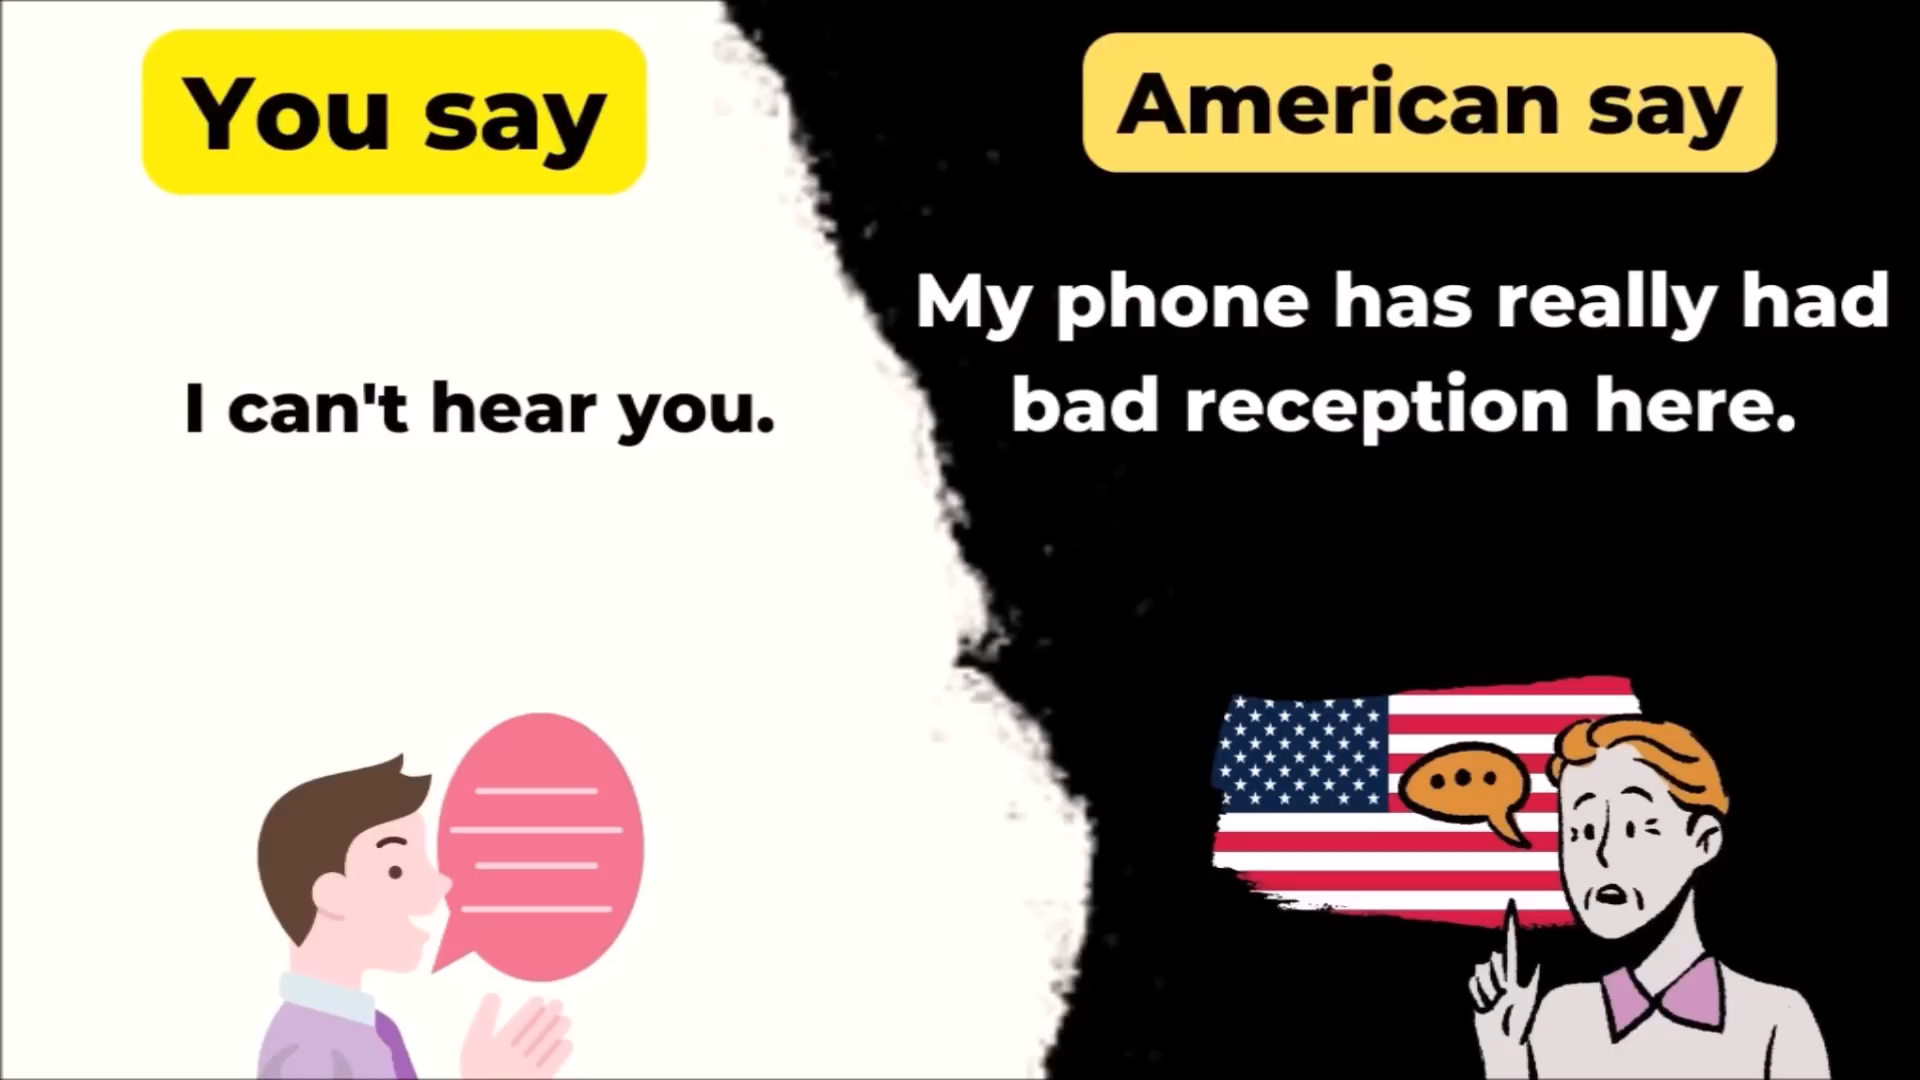 You say
I can't hear you.
American say
My phone has really had
bad reception here.